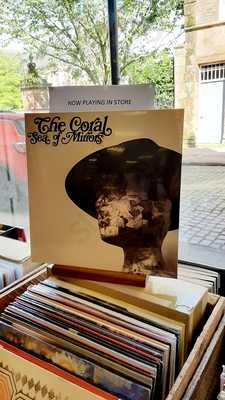 NOW PLAYING IN STORE
The Coral
Sea of Mirrors